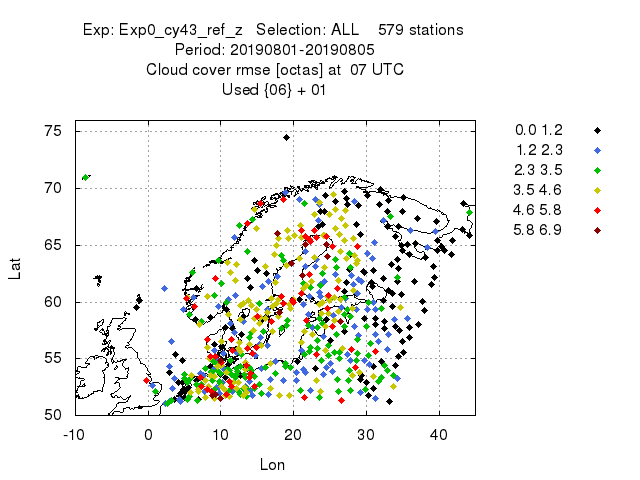 Exp: Exp0_cy43_ref_z Selection: ALL 579 stations
Period: 20190801-20190805
Cloud cover rmse [octas] at 07 UTC
Used {06} + 01
75
70
65
60
55
50
-10 0 10 20 30 40
Lat
Lon
0.0 1.2
1.2 2.3
2.3 3.5
3.5 4.6
4.6 5.8
5.8 6.9